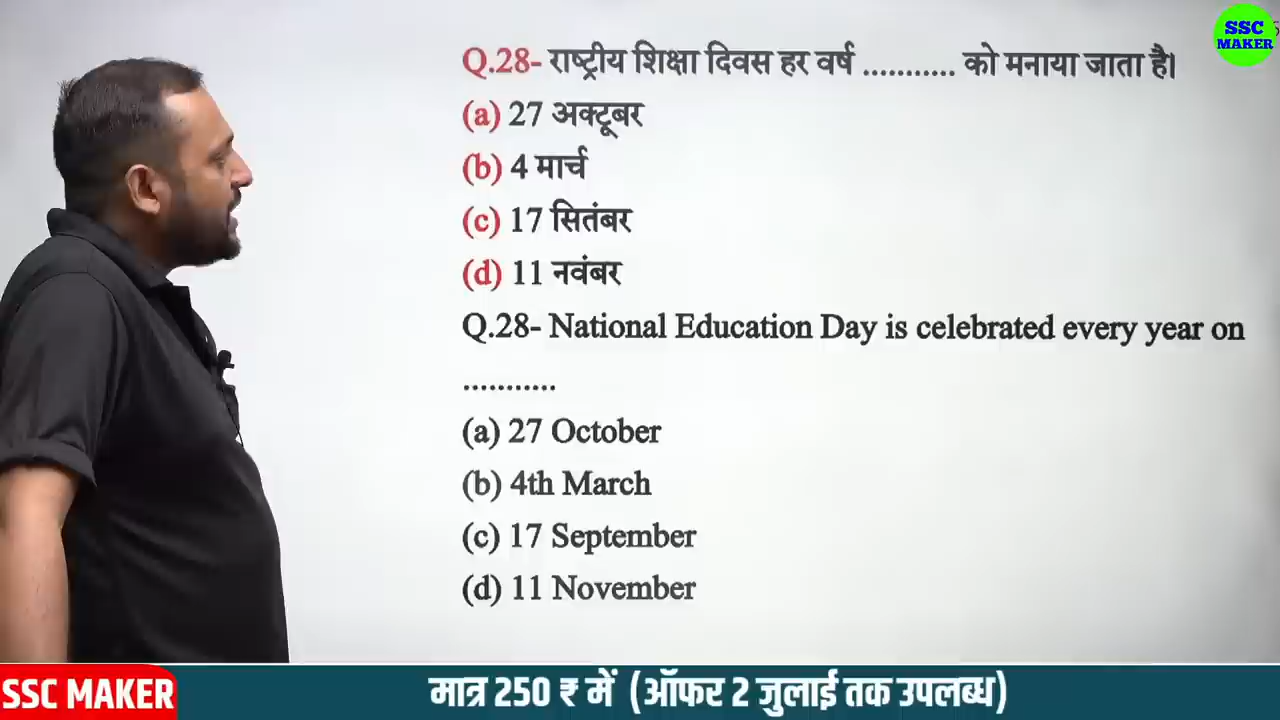 SSC
MAKER
Q.28- राष्ट्रीय शिक्षा दिवस हर वर्ष ........... को मनाया जाता है।
(a) 27 अक्टूबर
(b) 4 मार्च
(c) 17 सितंबर
(d) 11 नवंबर
Q.28- National Education Day is celebrated every year on
...........
(a) 27 October
(b) 4th March
(c) 17 September
(d) 11 November
SSC MAKER
मात्र 250 ₹ में (ऑफर 2 जुलाई तक उपलब्ध)